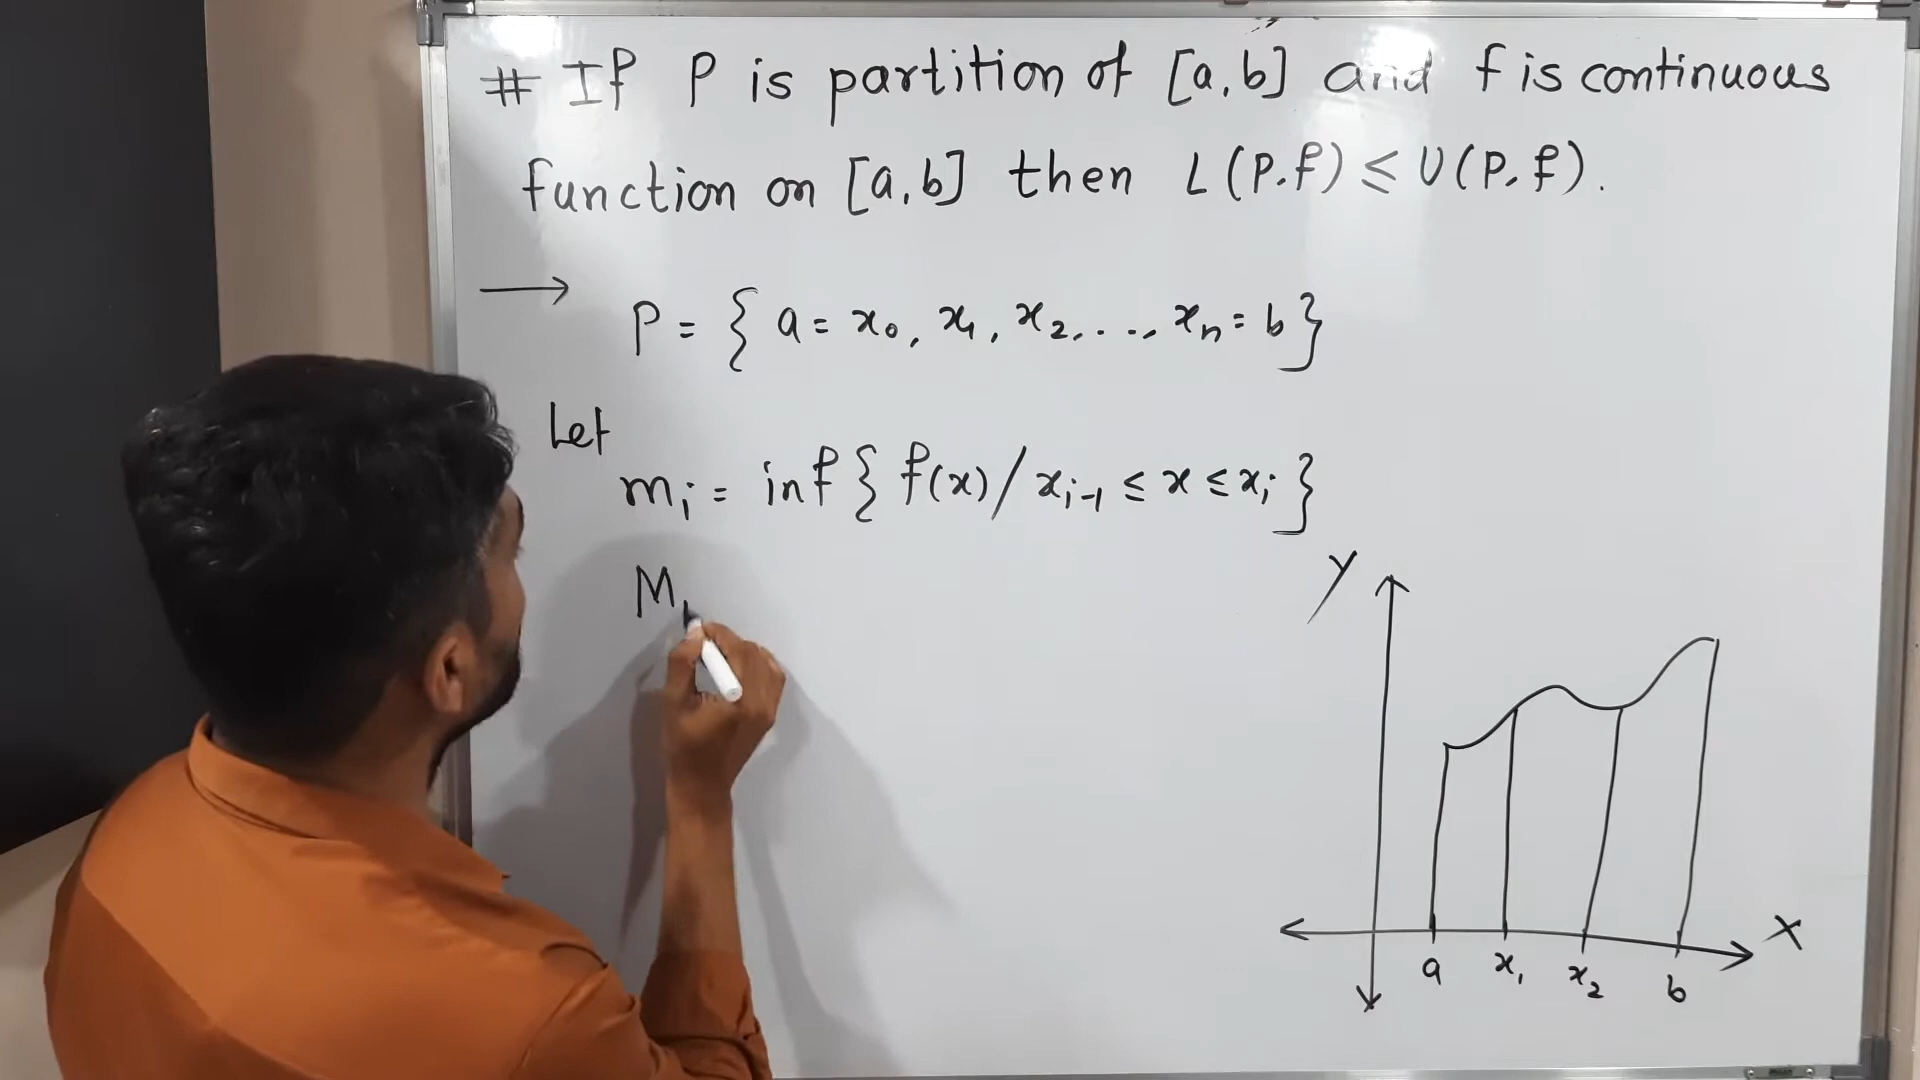 # If P is partition of [a,b] and f is continuous
function on [a,b] then L(P,f) ≤ U(P,f).
⟶ P = { a = x₀, x₁, x₂, . . ., xₙ = b }
Let
mᵢ = inf { f(x) / xᵢ₋₁ ≤ x ≤ xᵢ }
Mᵢ
Y
X
a x₁ x₂ b